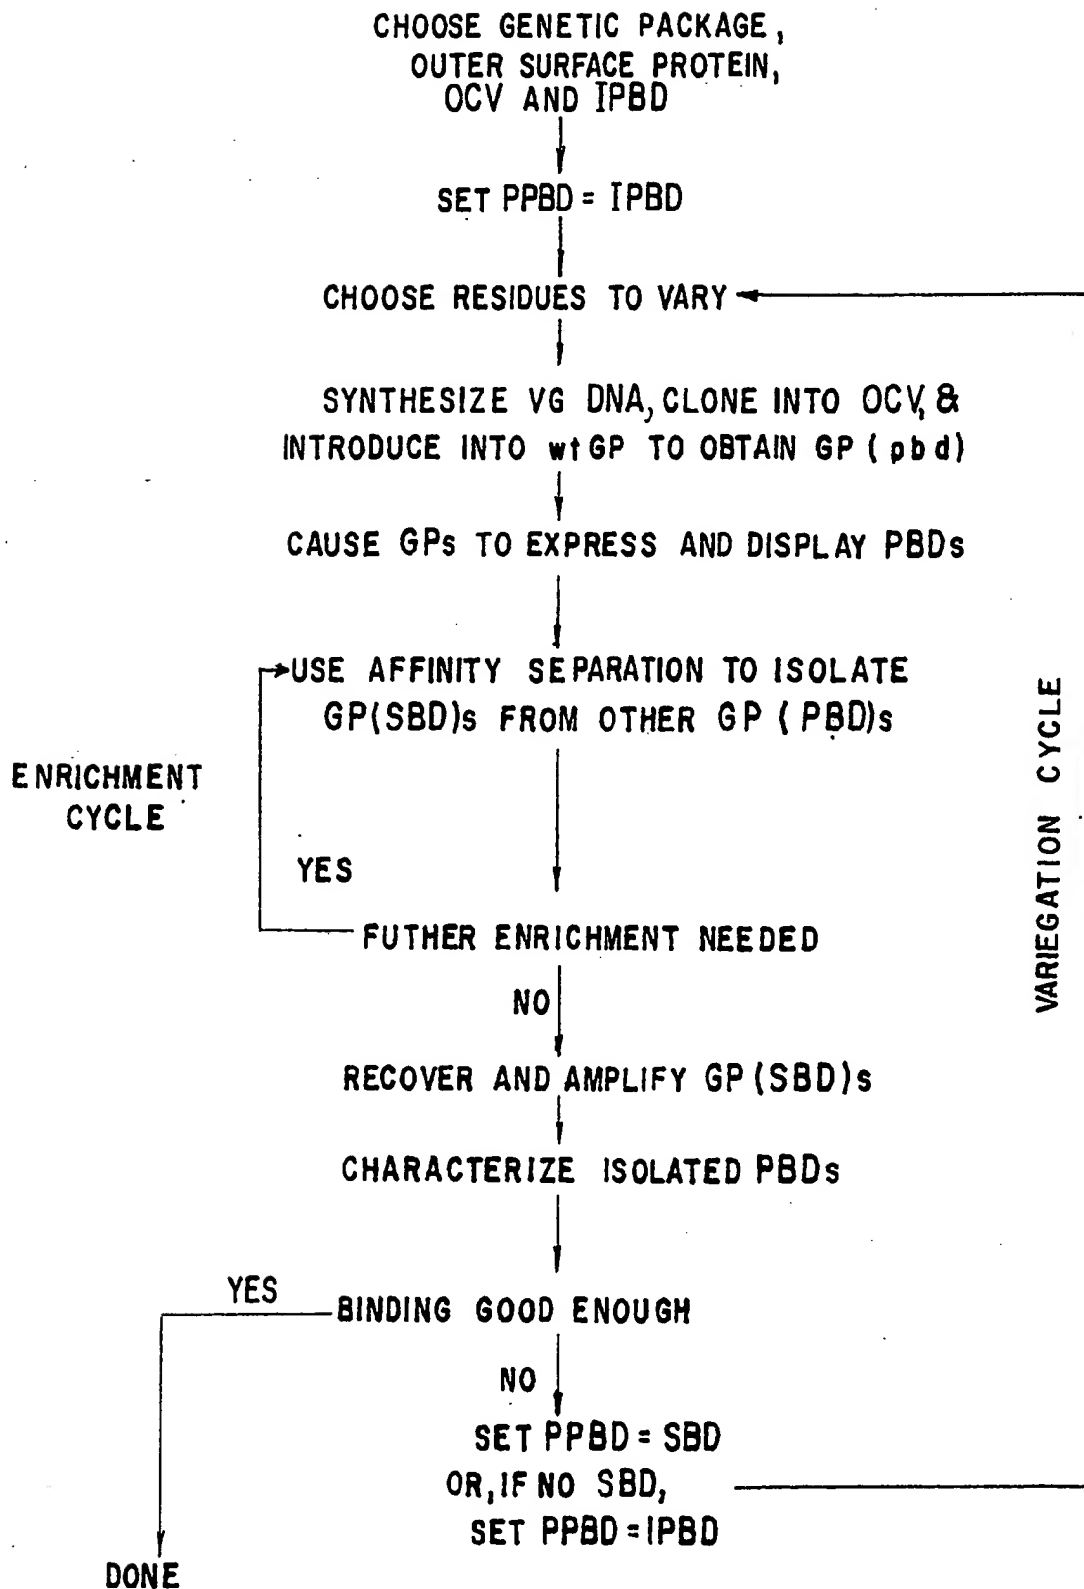 CHOOSE GENETIC PACKAGE,
OUTER SURFACE PROTEIN,
OCV AND IPBD
SET PPBD = IPBD
CHOOSE RESIDUES TO VARY
SYNTHESIZE VG DNA, CLONE INTO OCV, &
INTRODUCE INTO wtGP TO OBTAIN GP (pbd)
CAUSE GPs TO EXPRESS AND DISPLAY PBDs
USE AFFINITY SEPARATION TO ISOLATE
GP(SBD)s FROM OTHER GP (PBD)s
ENRICHMENT
CYCLE
YES
FUTHER ENRICHMENT NEEDED
NO
VARIEGATION CYCLE
RECOVER AND AMPLIFY GP(SBD)s
CHARACTERIZE ISOLATED PBDs
YES
BINDING GOOD ENOUGH
NO
SET PPBD = SBD
OR, IF NO SBD,
SET PPBD = IPBD
DONE